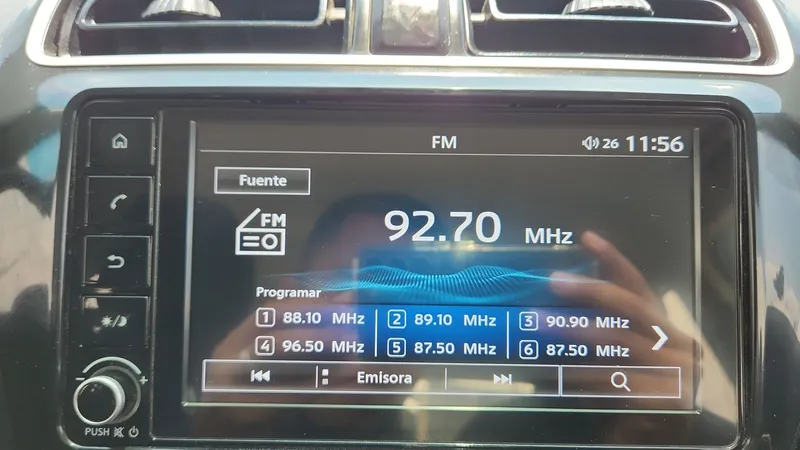 FM
26 11:56
Fuente
FM
92.70 MHz
Programar
1 88.10 MHz 2 89.10 MHz 3 90.90 MHz
4 96.50 MHz 5 87.50 MHz 6 87.50 MHz
Emisora
- +
PUSH